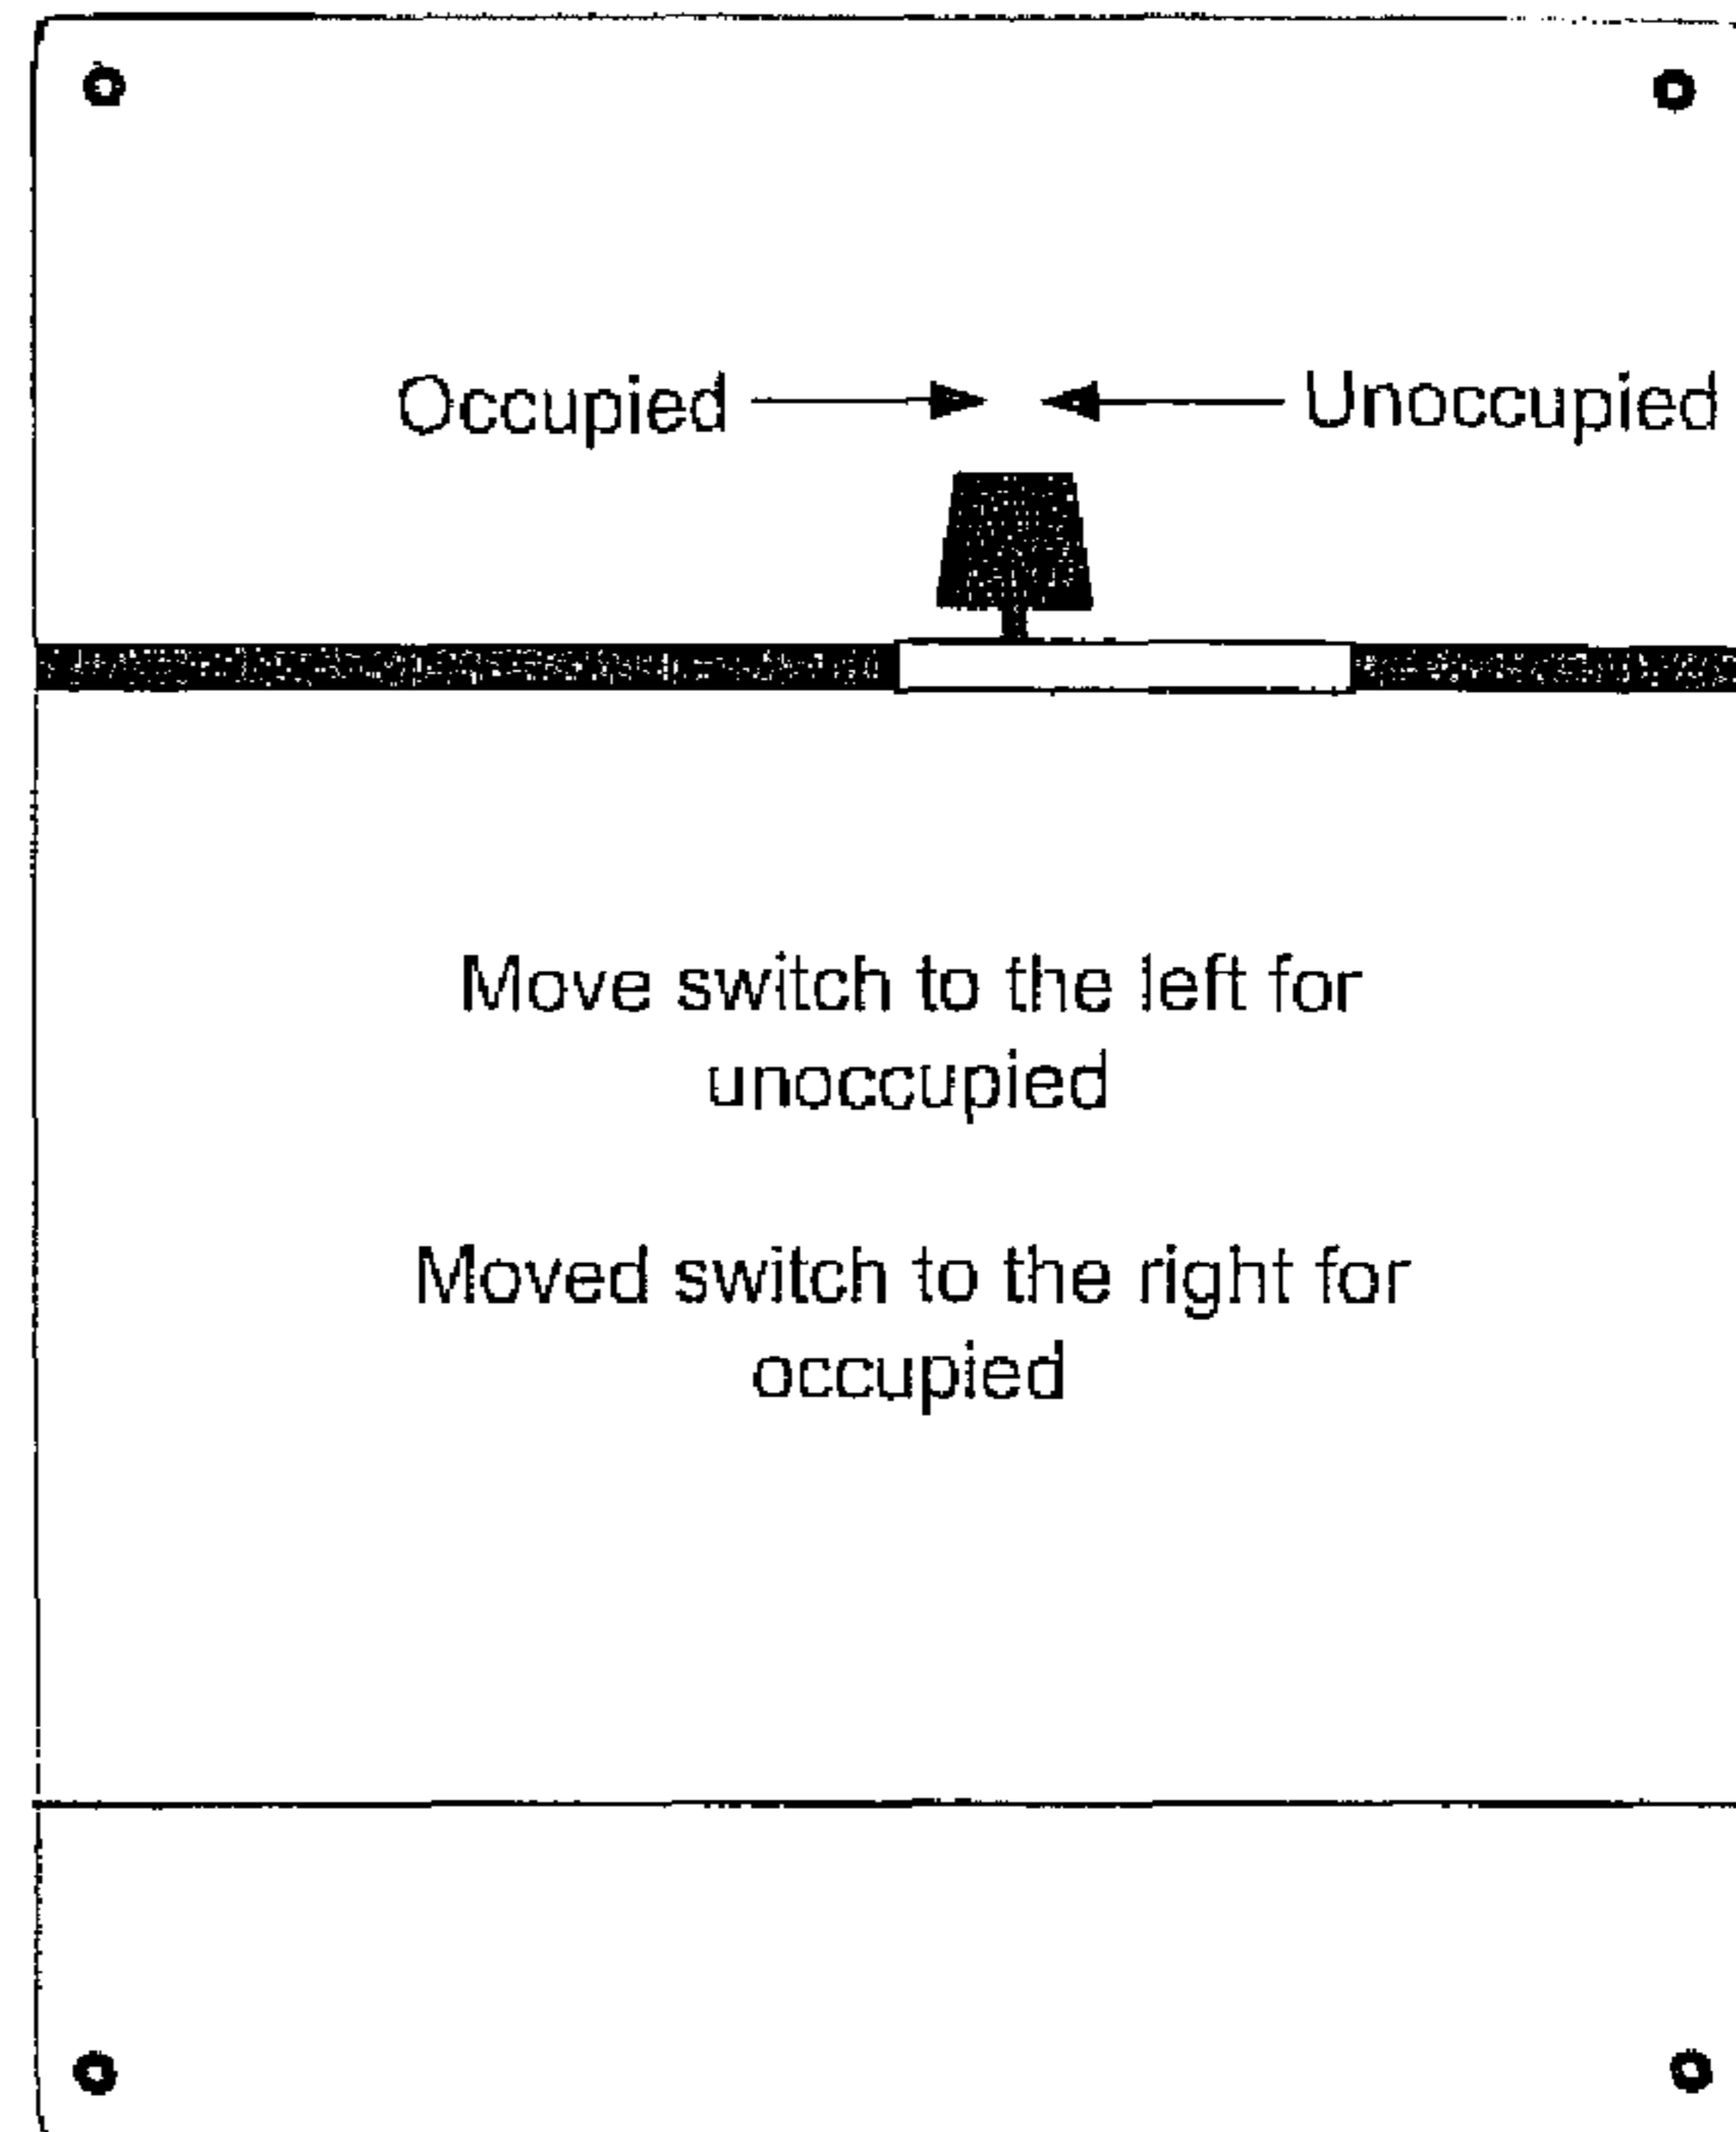 Occupied Unoccupied
Move switch to the left for
unoccupied
Moved switch to the right for
occupied